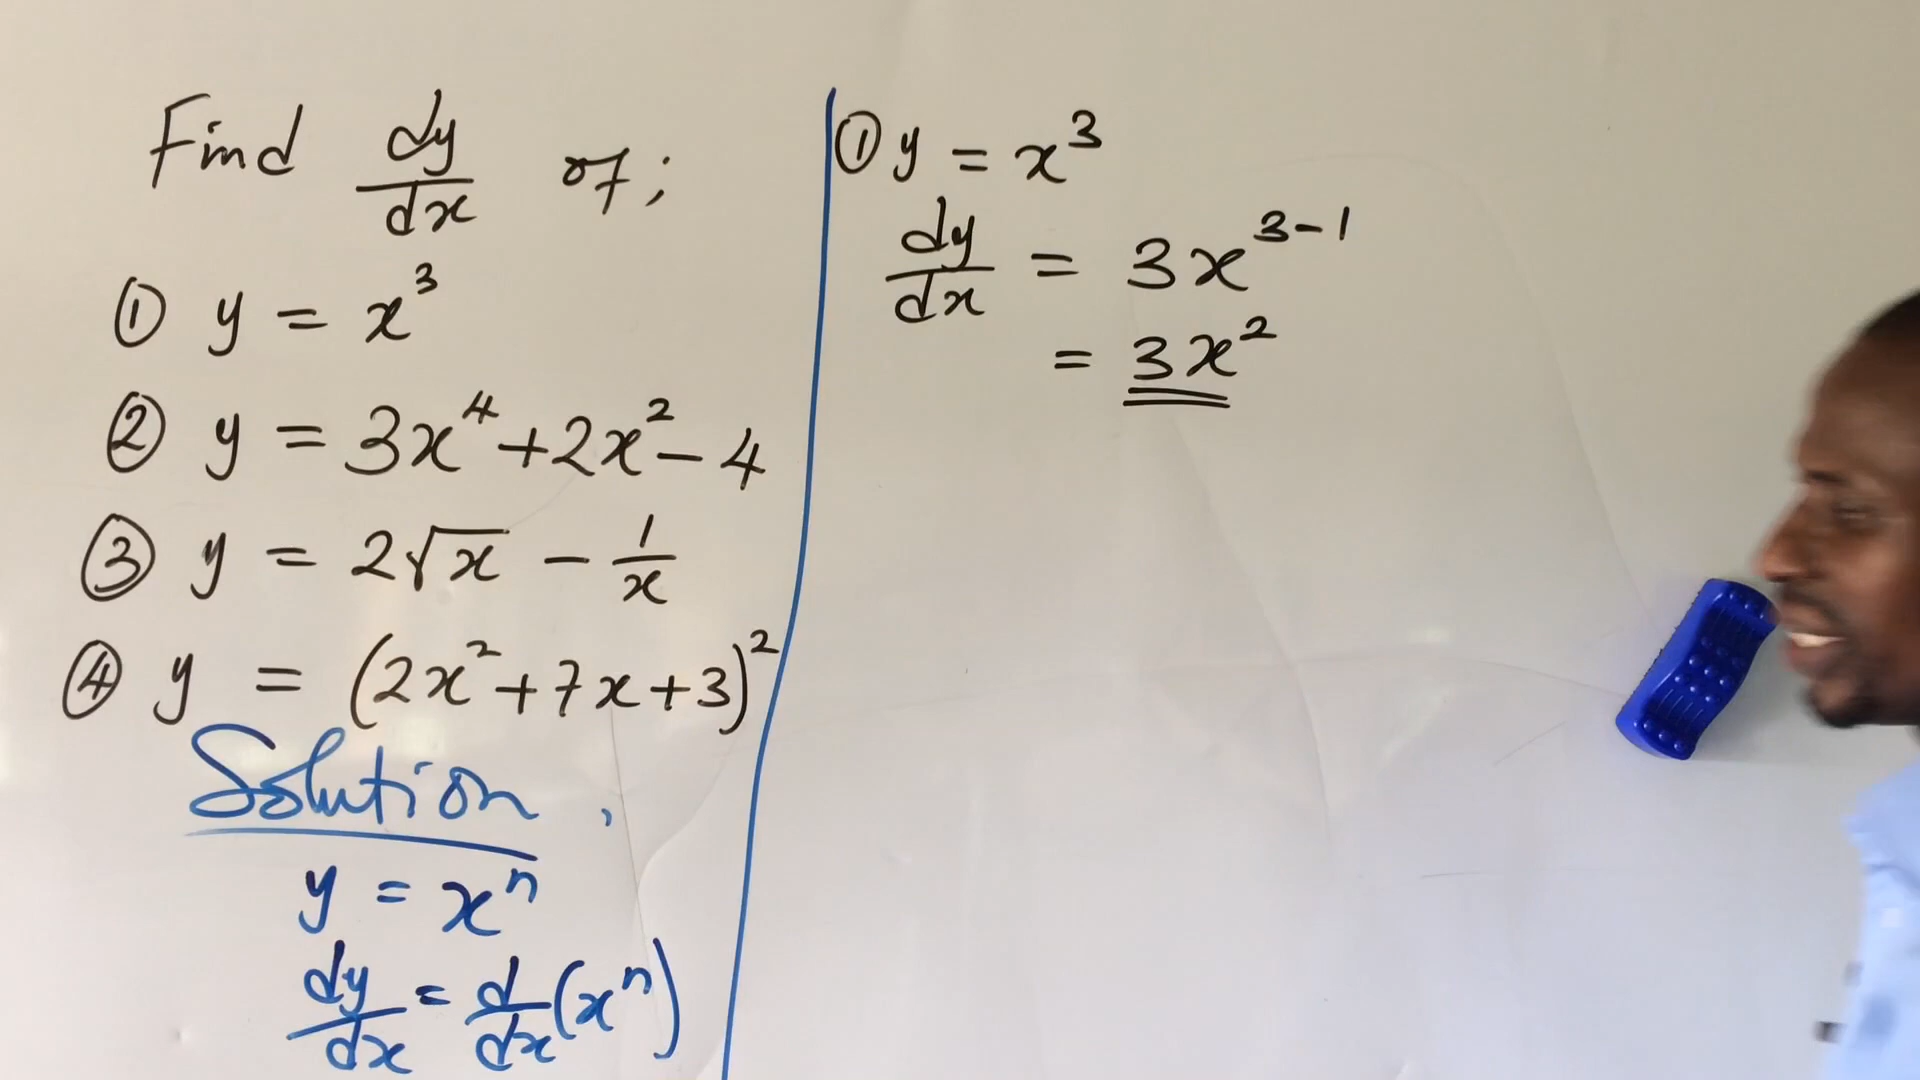 Find dy/dx of;
① y = x³
② y = 3x⁴+2x²-4
③ y = 2√x - 1/x
④ y = (2x²+7x+3)²
Solution.
y = xⁿ
dy/dx = d/dx(xⁿ)
① y = x³
dy/dx = 3x³⁻¹
= 3x²